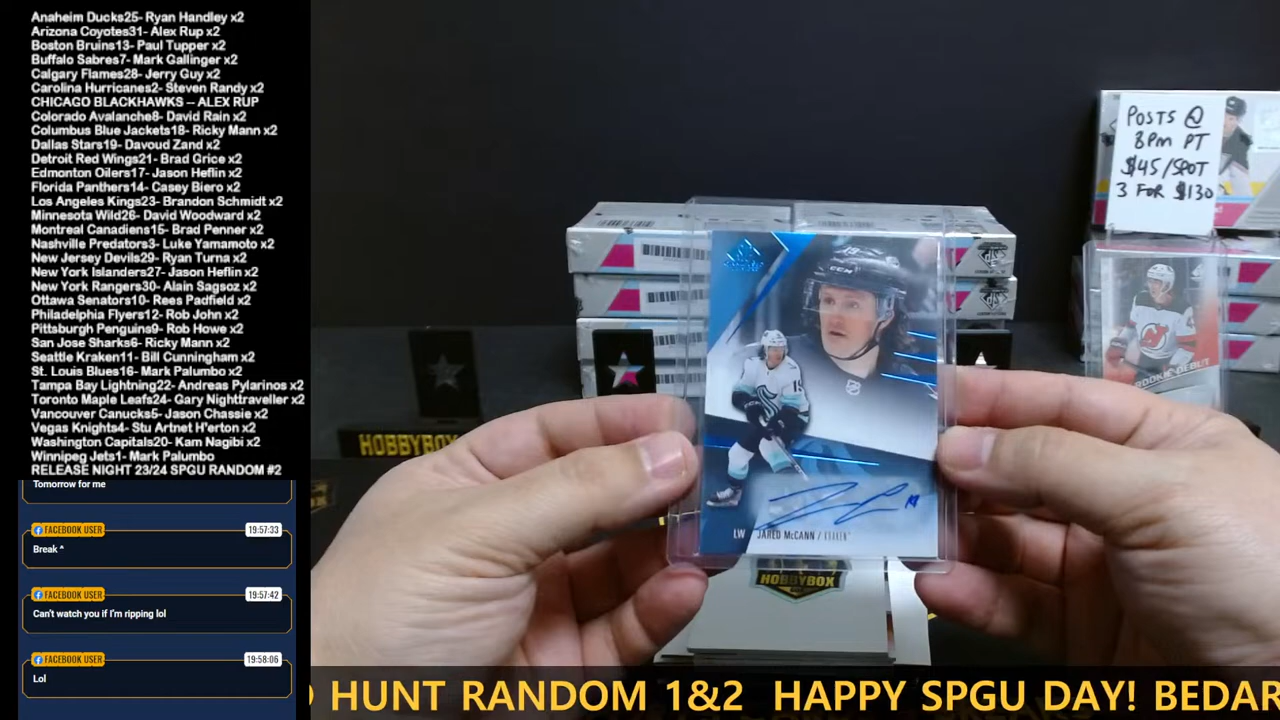 Anaheim Ducks25- Ryan Handley x2
Arizona Coyotes31- Alex Rup x2
Boston Bruins13- Paul Tupper x2
Buffalo Sabres7- Mark Gallinger x2
Calgary Flames28- Jerry Guy x2
Carolina Hurricanes2- Steven Randy x2
CHICAGO BLACKHAWKS -- ALEX RUP
Colorado Avalanche8- David Rain x2
Columbus Blue Jackets18- Ricky Mann x2
Dallas Stars19- Davoud Zand x2
Detroit Red Wings21- Brad Grice x2
Edmonton Oilers17- Jason Heflin x2
Florida Panthers14- Casey Biero x2
Los Angeles Kings23- Brandon Schmidt x2
Minnesota Wild26- David Woodward x2
Montreal Canadiens15- Brad Penner x2
Nashville Predators3- Luke Yamamoto x2
New Jersey Devils29- Ryan Turna x2
New York Islanders27- Jason Heflin x2
New York Rangers30- Alain Sagsoz x2
Ottawa Senators10- Rees Padfield x2
Philadelphia Flyers12- Rob John x2
Pittsburgh Penguins9- Rob Howe x2
San Jose Sharks6- Ricky Mann x2
Seattle Kraken11- Bill Cunningham x2
St. Louis Blues16- Mark Palumbo x2
Tampa Bay Lightning22- Andreas Pylarinos x2
Toronto Maple Leafs24- Gary Nighttraveller x2
Vancouver Canucks5- Jason Chassie x2
Vegas Knights4- Stu Artnet H'erton x2
Washington Capitals20- Kam Nagibi x2
Winnipeg Jets1- Mark Palumbo
RELEASE NIGHT 23/24 SPGU RANDOM #2
Tomorrow for me
FACEBOOK USER 19:57:33
Break ^
FACEBOOK USER 19:57:42
Can't watch you if I'm ripping lol
FACEBOOK USER 19:58:06
Lol
POSTS @
8PM PT
$45/SPOT
3 FOR $130
CCM
19
LW JARED McCANN / KRAKEN
ROOKIE DEBUT
HOBBYBOX
HOBBYBOX
HUNT RANDOM 1&2 HAPPY SPGU DAY! BEDAR